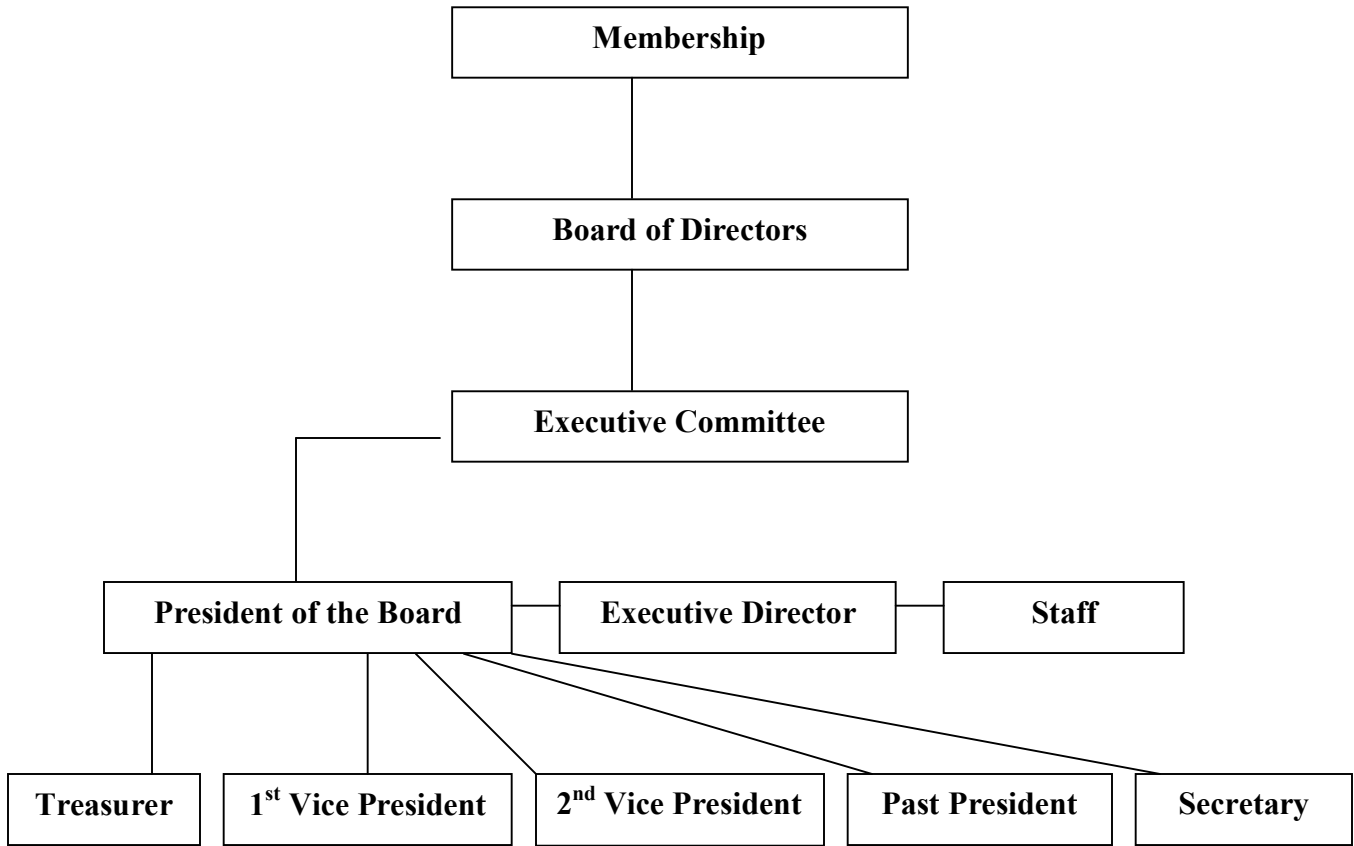 Membership
Board of Directors
Executive Committee
President of the Board
Executive Director
Staff
Treasurer
1st Vice President
2nd Vice President
Past President
Secretary